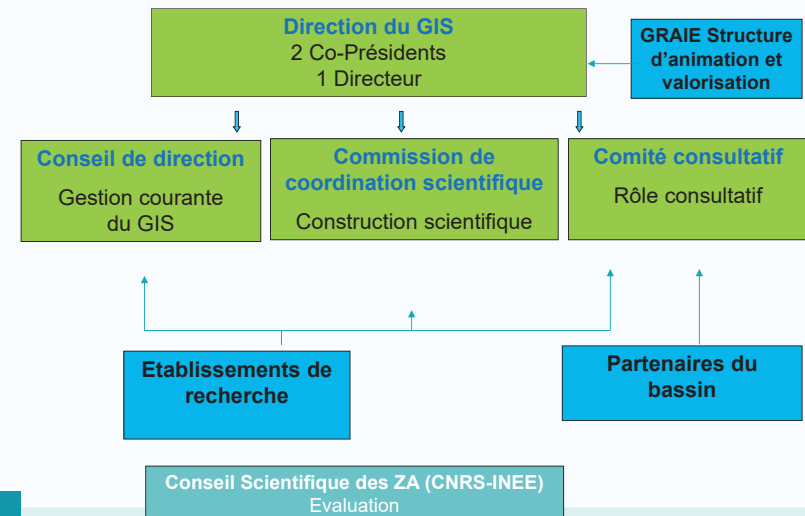 Direction du GIS
2 Co-Présidents
1 Directeur
GRAIE Structure
d'animation et
valorisation
Conseil de direction
Gestion courante
du GIS
Commission de
coordination scientifique
Construction scientifique
Comité consultatif
Rôle consultatif
Etablissements de
recherche
Partenaires du
bassin
Conseil Scientifique des ZA (CNRS-INEE)
Evaluation